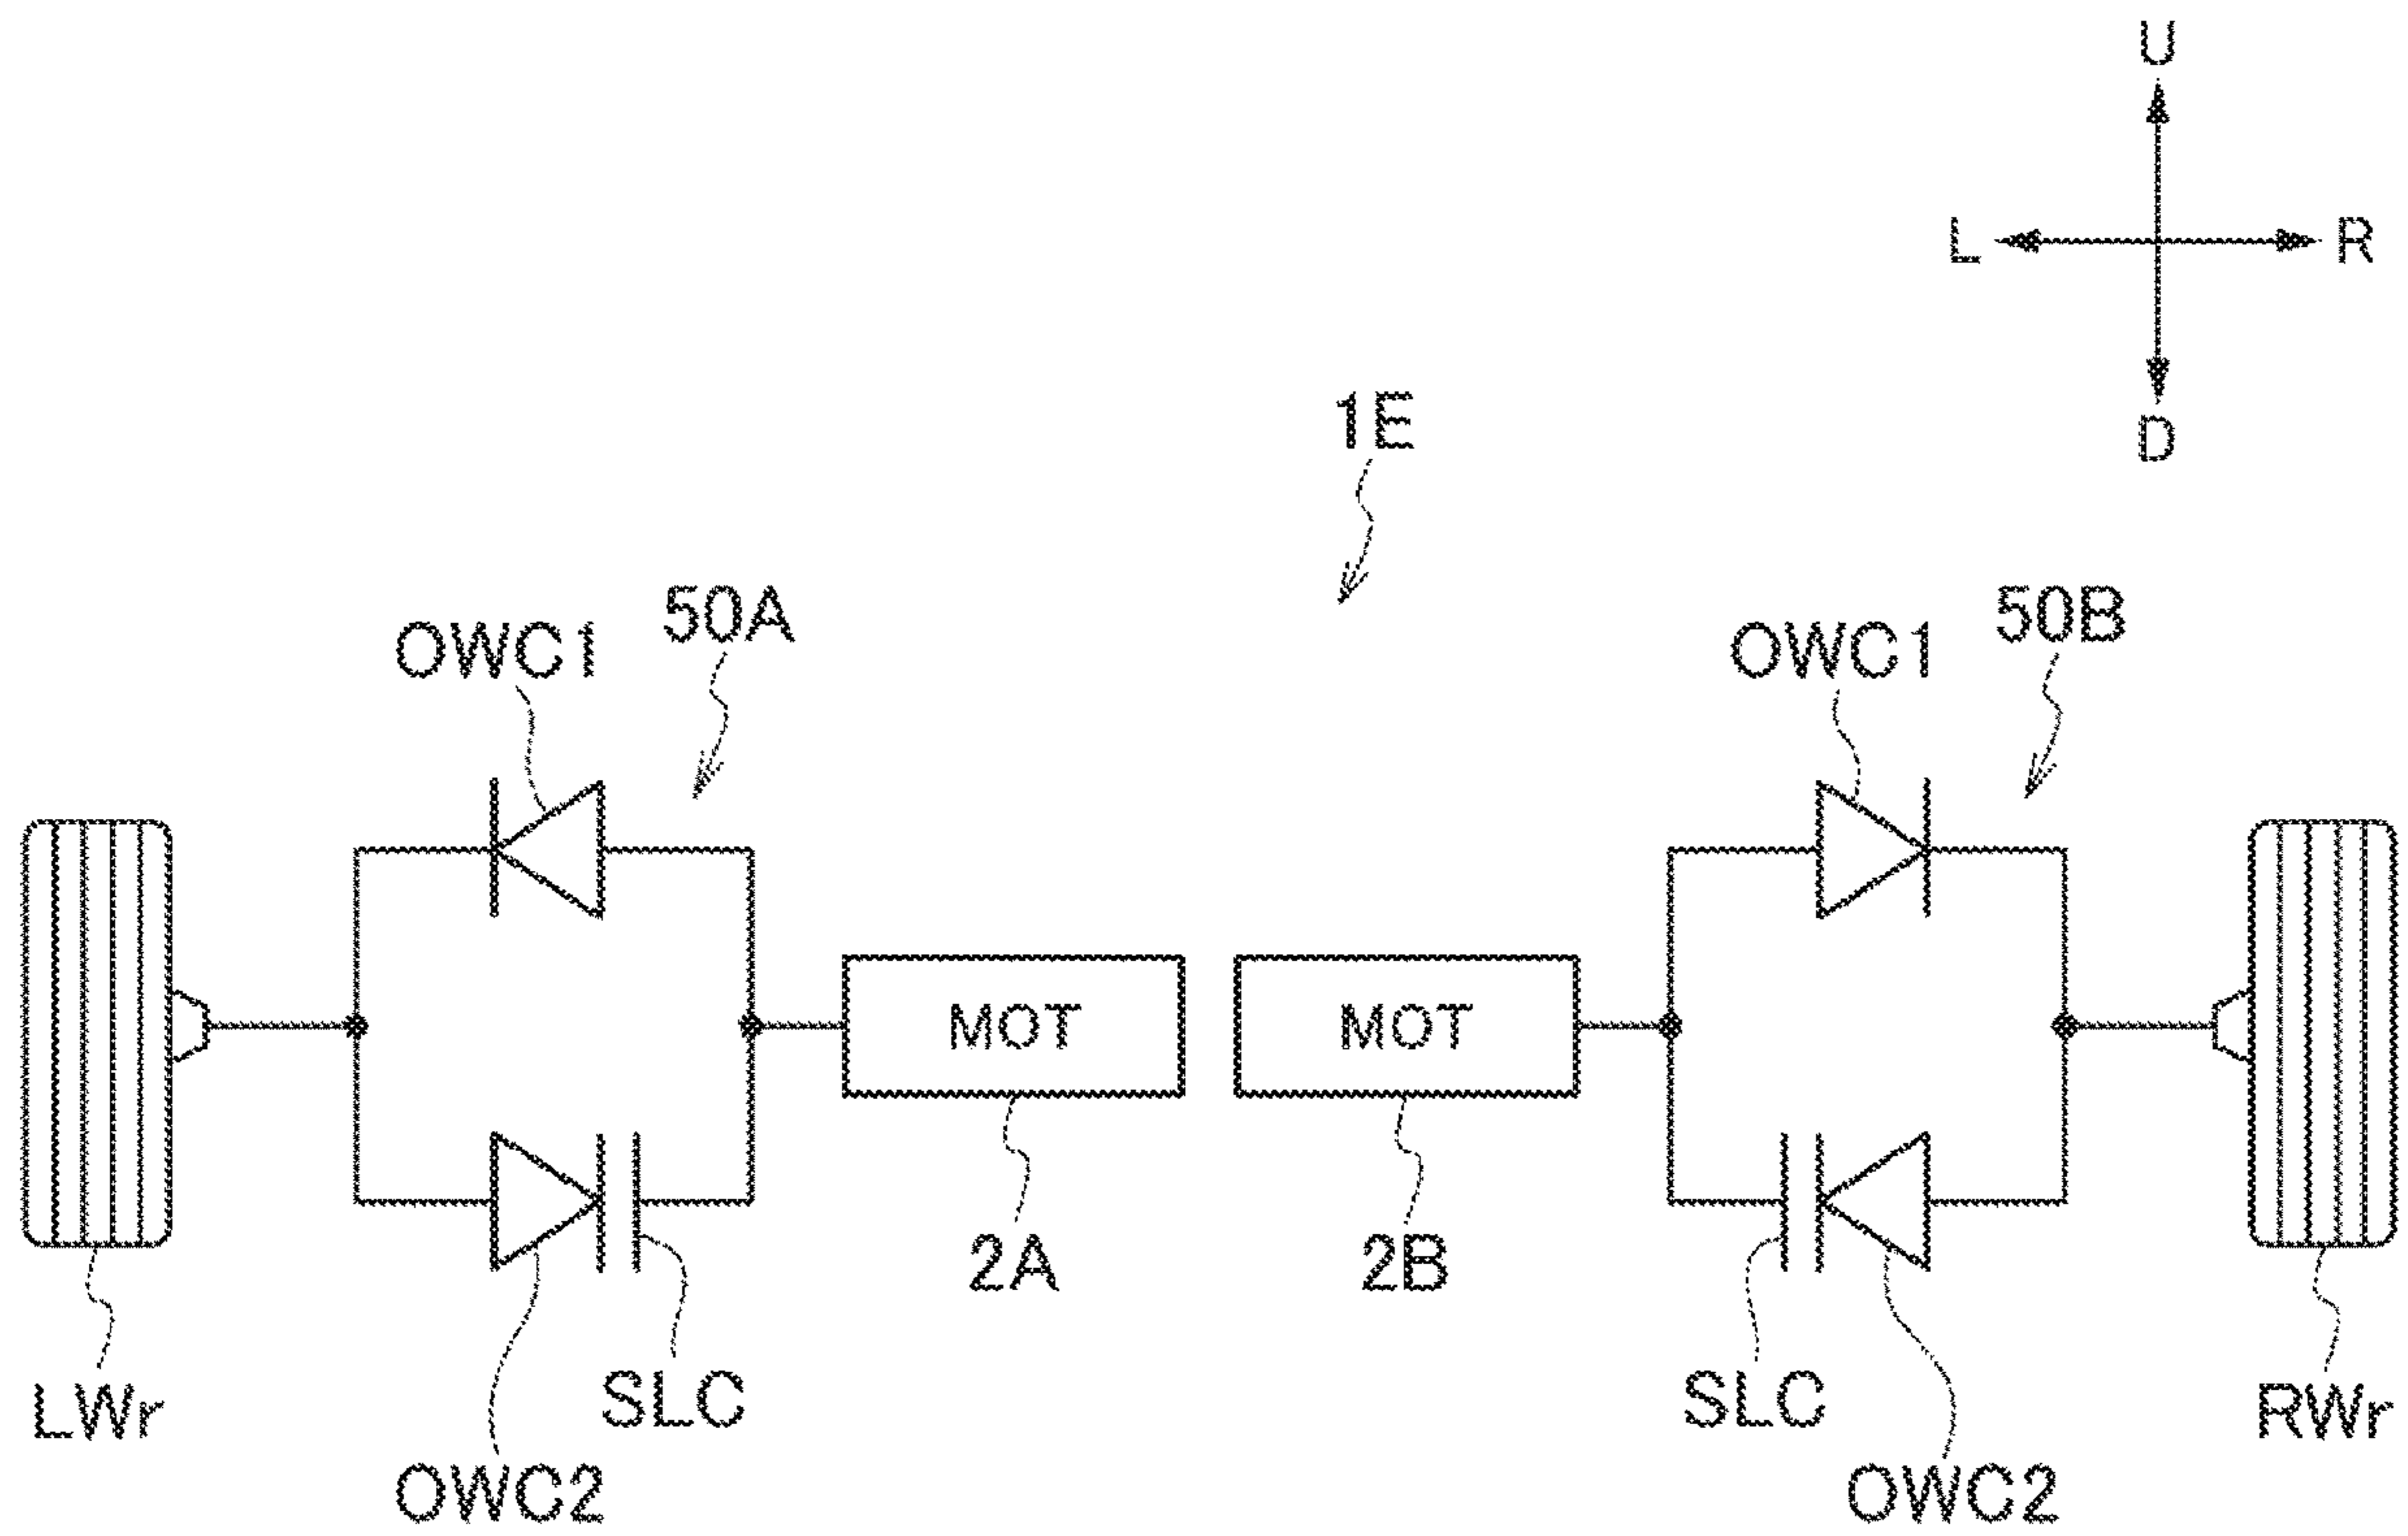 U
L R
D
1E
50A
50B
OWC1
OWC1
MOT
MOT
2A
2B
SLC
SLC
LWr
RWr
OWC2
OWC2